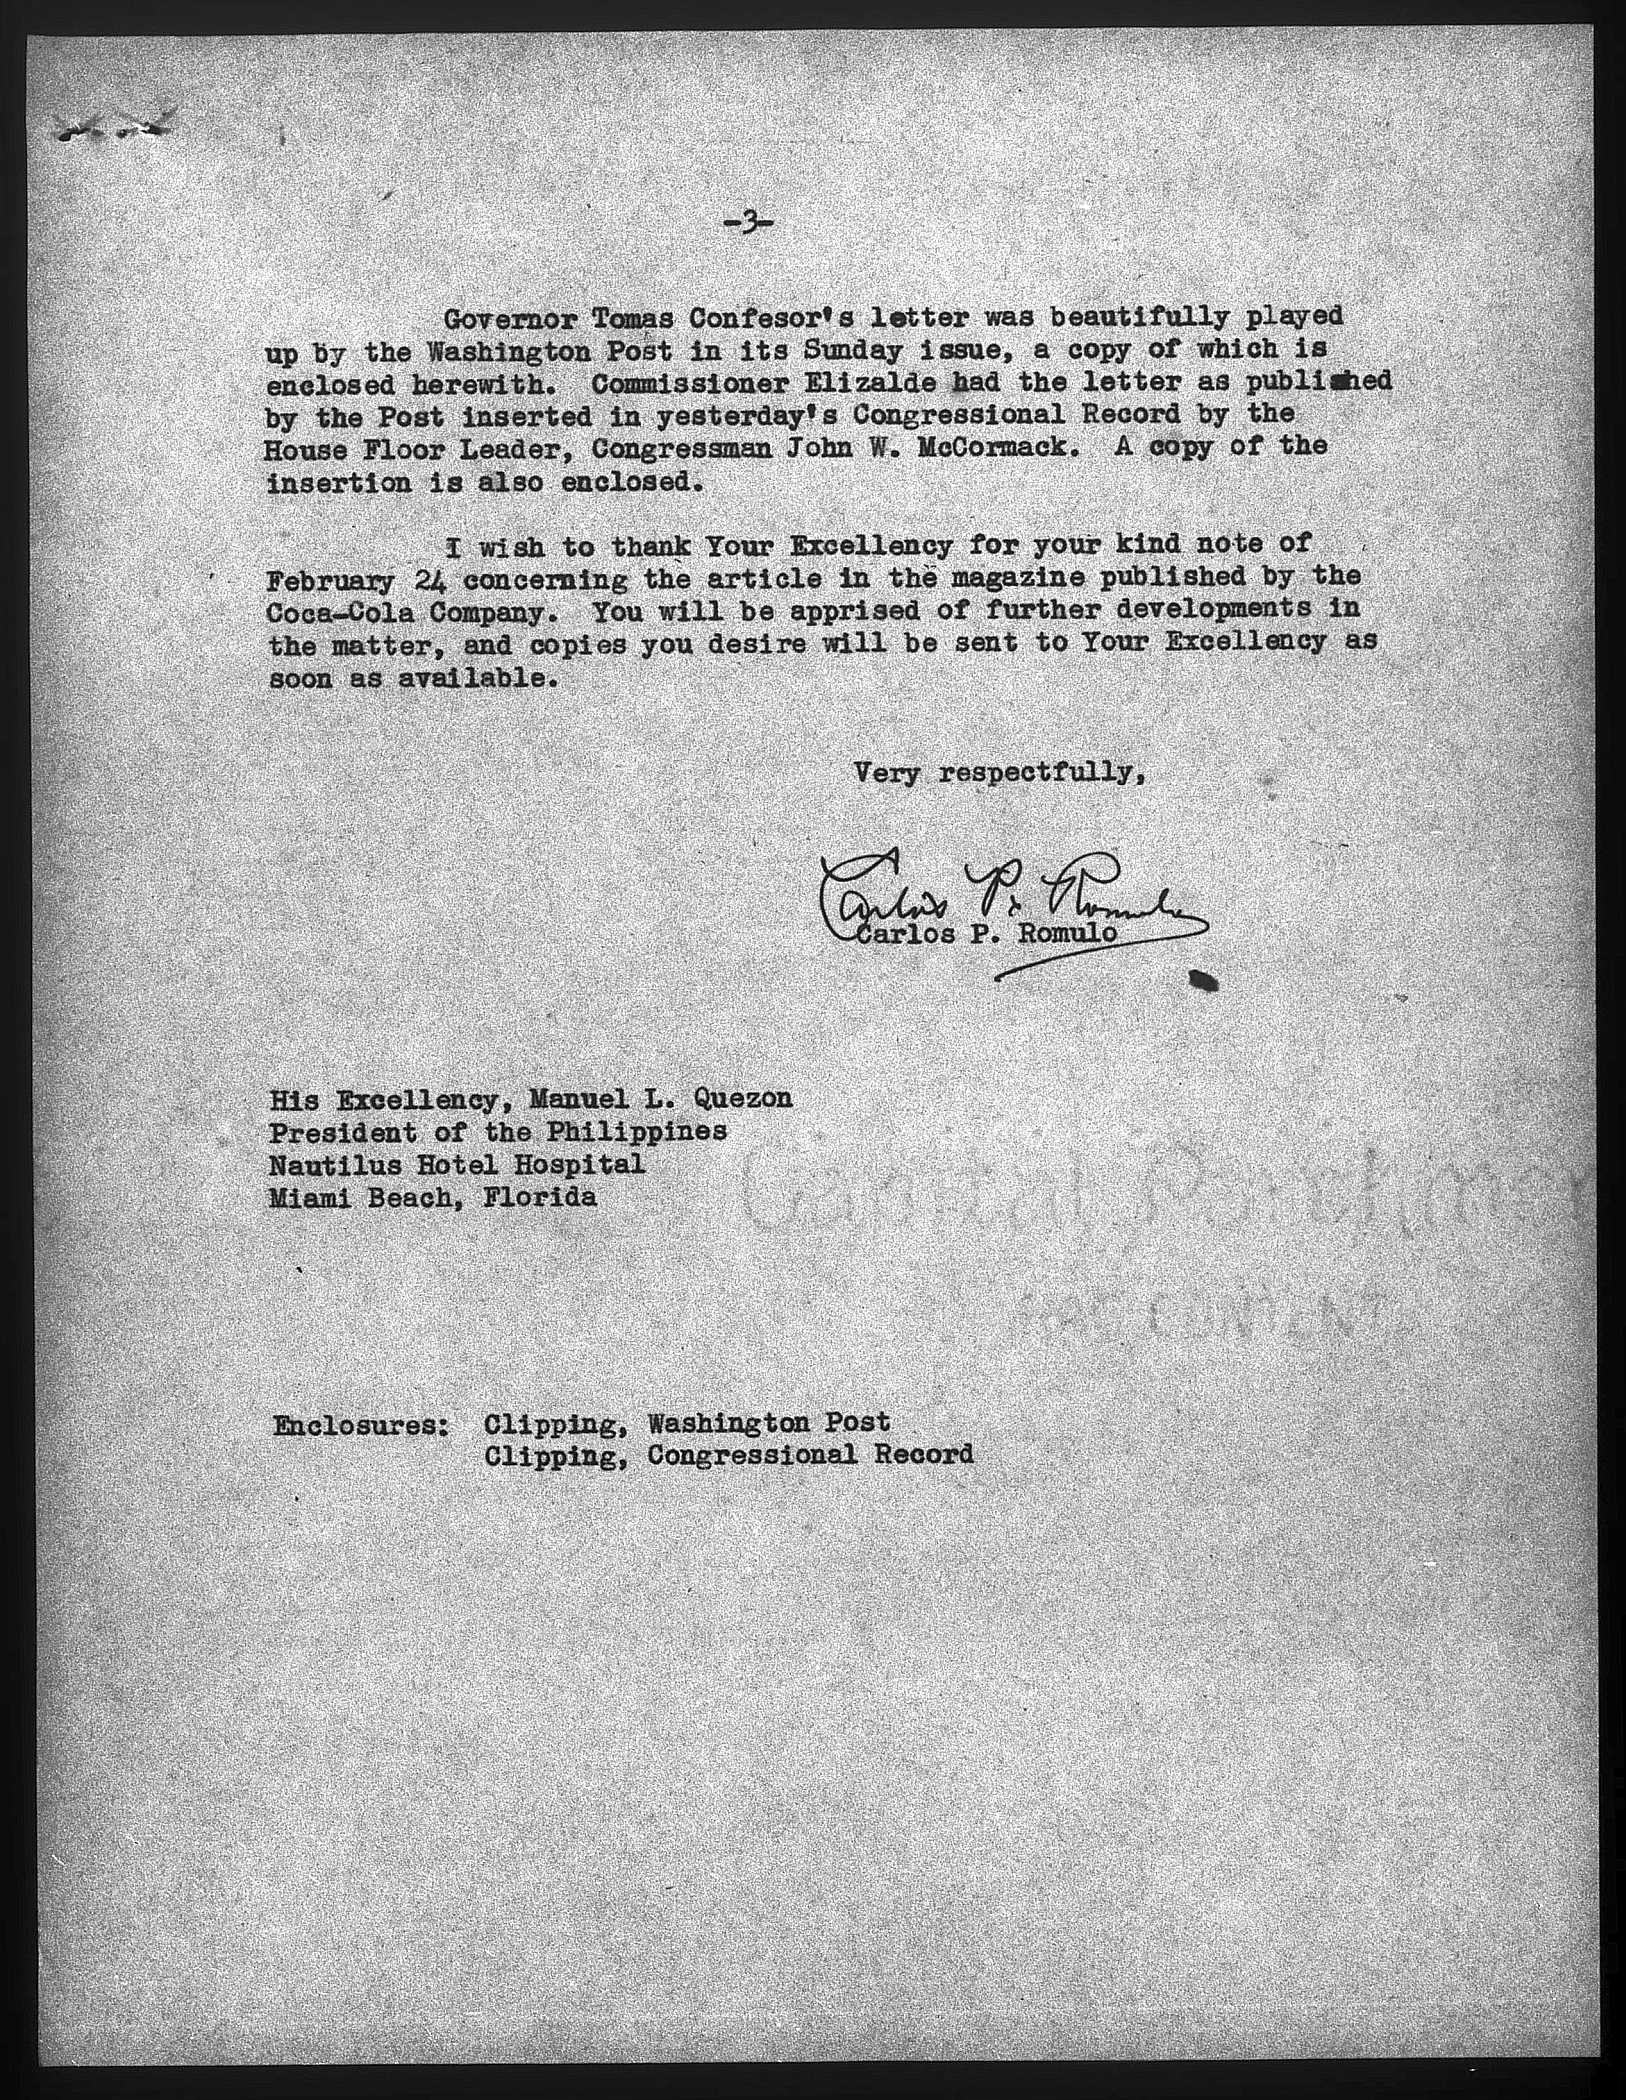 -3-
Governor Tomas Confesor's letter was beautifully played
up by the Washington Post in its Sunday issue, a copy of which is
enclosed herewith. Commissioner Elizalde had the letter as published
by the Post inserted in yesterday's Congressional Record by the
House Floor Leader, Congressman John W. McCormack. A copy of the
insertion is also enclosed.
I wish to thank Your Excellency for your kind note of
February 24 concerning the article in the magazine published by the
Coca-Cola Company. You will be apprised of further developments in
the matter, and copies you desire will be sent to Your Excellency as
soon as available.
Very respectfully,
Carlos P. Romulo
Carlos P. Romulo
His Excellency, Manuel L. Quezon
President of the Philippines
Nautilus Hotel Hospital
Miami Beach, Florida
Enclosures: Clipping, Washington Post
Clipping, Congressional Record